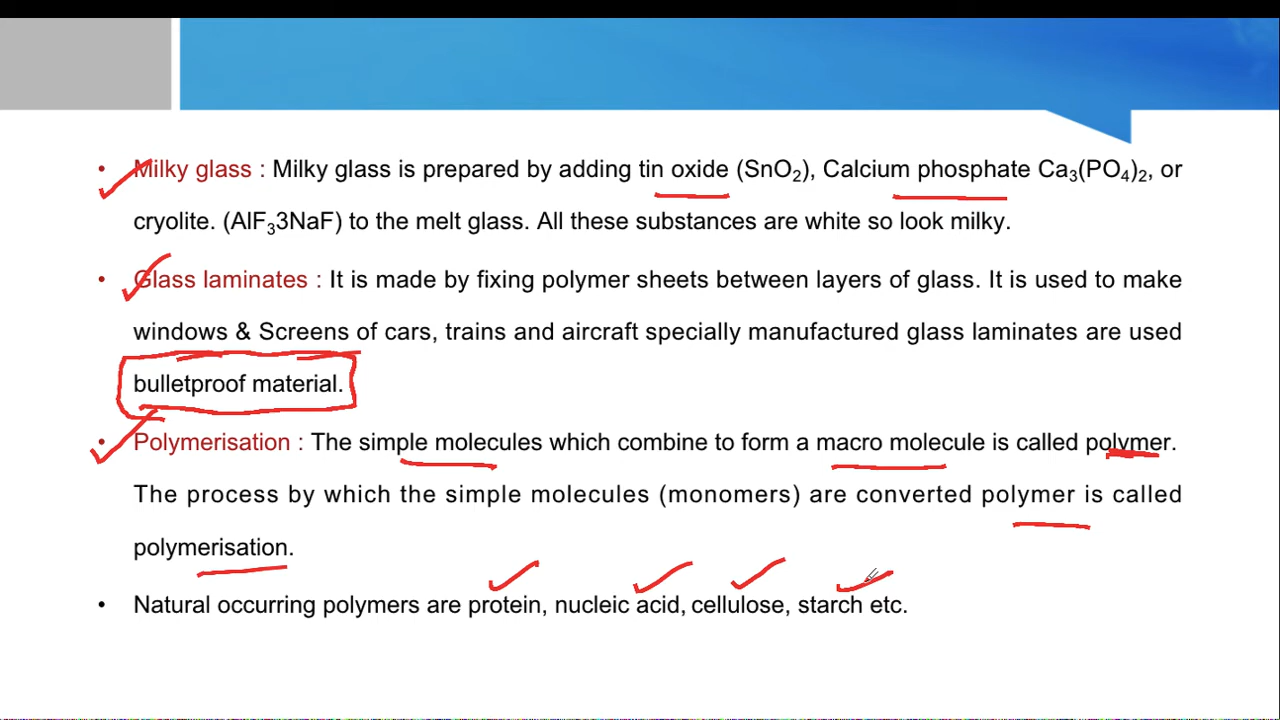 • Milky glass : Milky glass is prepared by adding tin oxide (SnO₂), Calcium phosphate Ca₃(PO₄)₂, or
cryolite. (AlF₃3NaF) to the melt glass. All these substances are white so look milky.
• Glass laminates : It is made by fixing polymer sheets between layers of glass. It is used to make
windows & Screens of cars, trains and aircraft specially manufactured glass laminates are used
bulletproof material.
• Polymerisation : The simple molecules which combine to form a macro molecule is called polymer.
The process by which the simple molecules (monomers) are converted polymer is called
polymerisation.
• Natural occurring polymers are protein, nucleic acid, cellulose, starch etc.